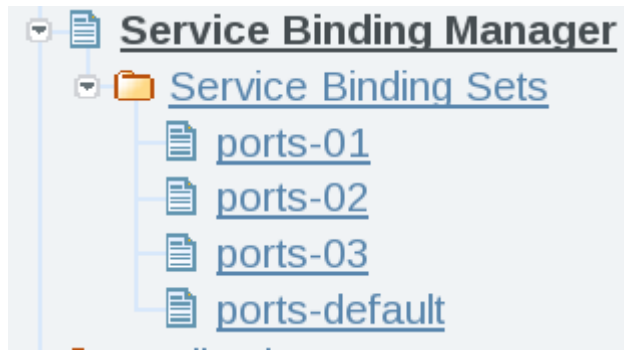 Service Binding Manager
Service Binding Sets
ports-01
ports-02
ports-03
ports-default